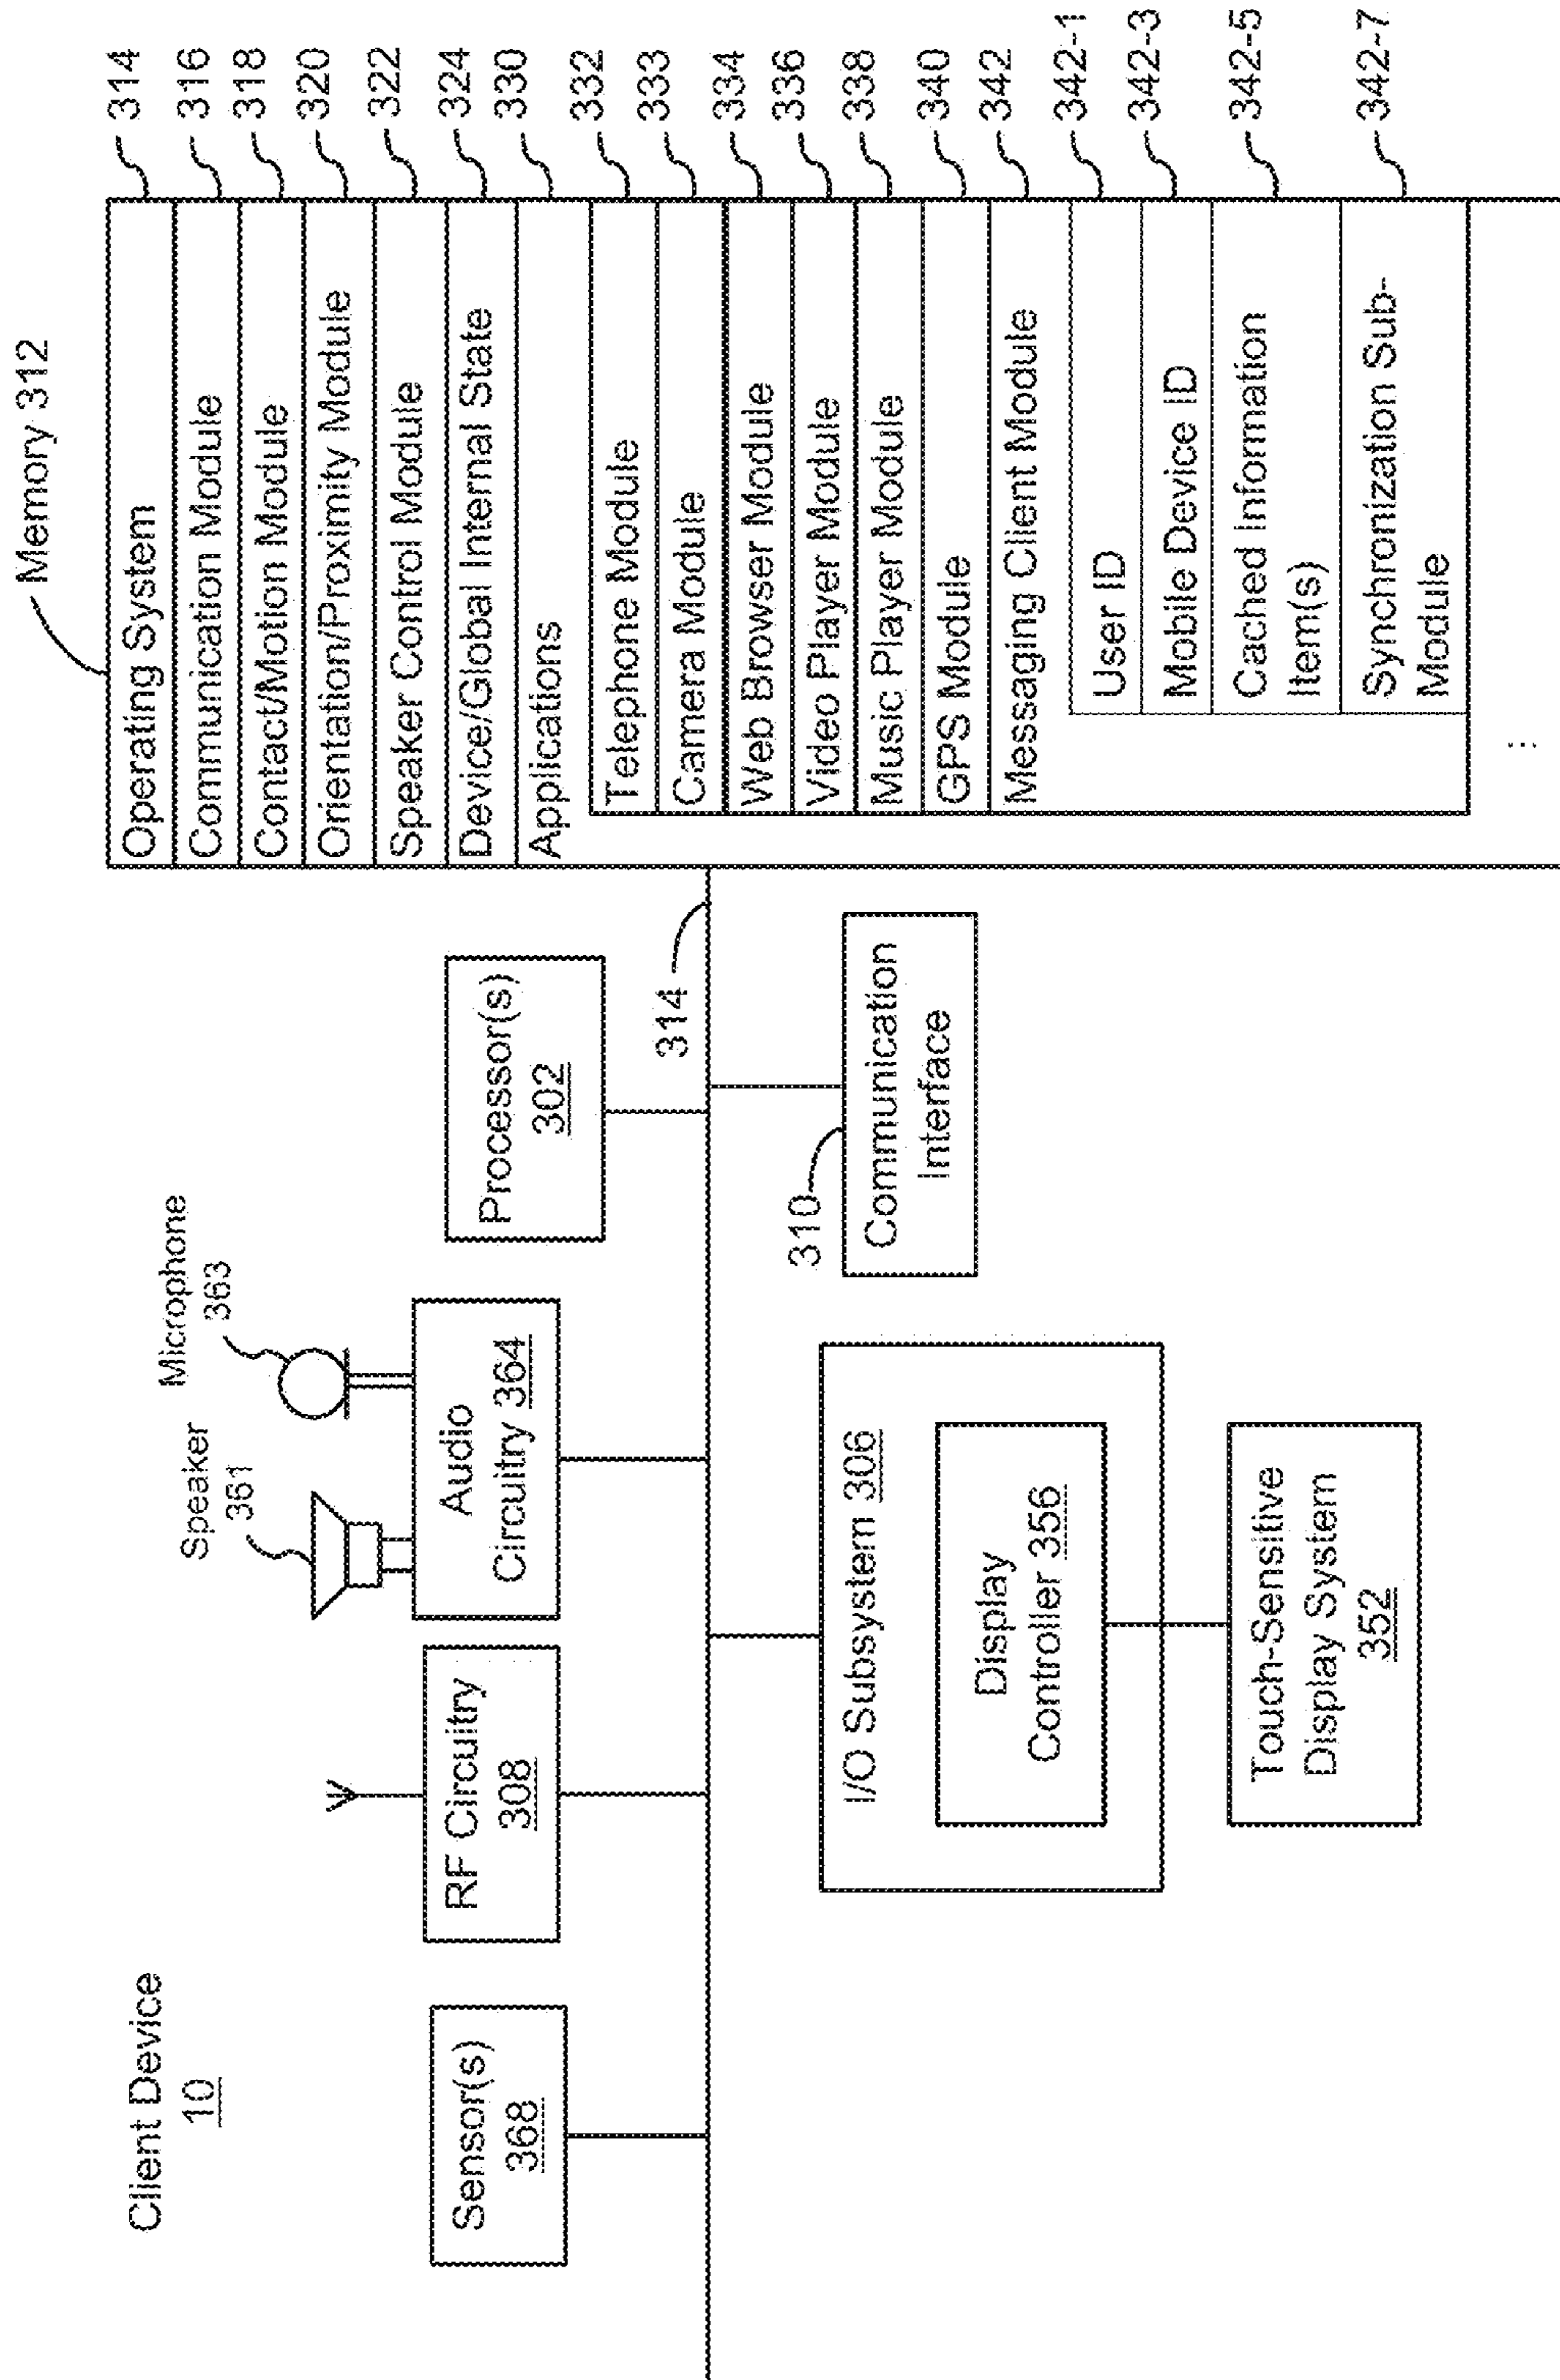 Client Device
10
Sensor(s)
368
RF Circuitry
308
Speaker
361
Microphone
363
Audio
Circuitry 364
Processor(s)
302
314
I/O Subsystem 306
Display
Controller 356
Touch-Sensitive
Display System
352
310
Communication
Interface
Memory 312
Operating System
314
Communication Module
316
Contact/Motion Module
318
Orientation/Proximity Module
320
Speaker Control Module
322
Device/Global Internal State
324
Applications
330
Telephone Module
332
Camera Module
333
Web Browser Module
334
Video Player Module
336
Music Player Module
338
GPS Module
340
Messaging Client Module
342
User ID
342-1
Mobile Device ID
342-3
Cached Information
Item(s)
342-5
Synchronization Sub-
Module
342-7
...